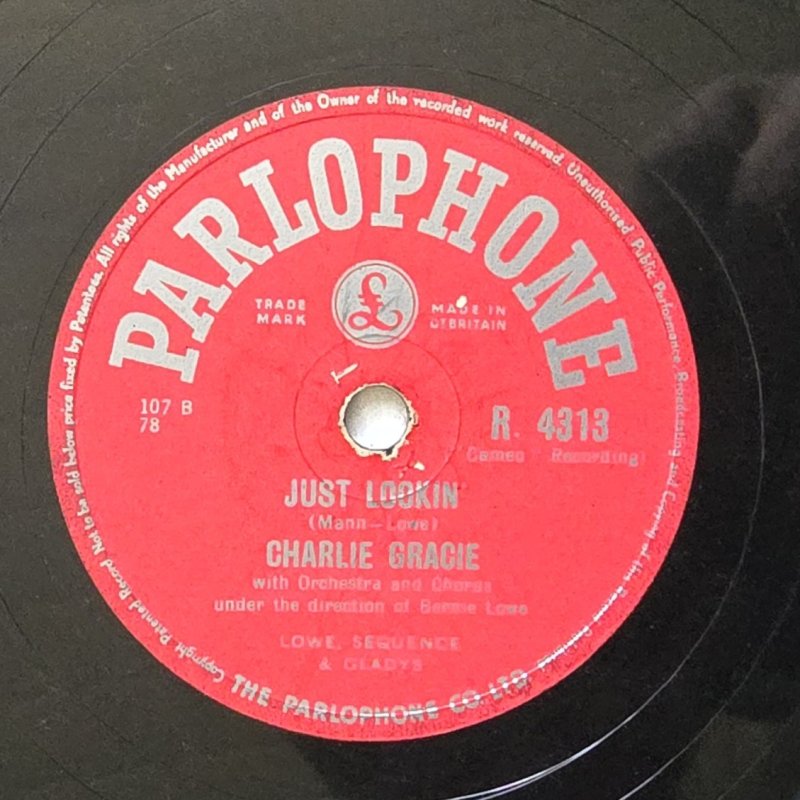 Copyright Patented Record Not to be sold below price fixed by Patentees. All rights of the Manufacturer and of the Owner of the recorded work reserved. Unauthorised Public Performance Broadcasting and Copying of this Record
PARLOPHONE
TRADE
MARK
£
MADE IN
GT BRITAIN
107 B
78
R. 4313
"Cameo" Recording)
JUST LOOKIN'
(Mann–Lowe)
CHARLIE GRACIE
with Orchestra and Chorus
under the direction of Bernie Lowe
LOWE, SEQUENCE
& GLADYS
THE PARLOPHONE CO. LTD.